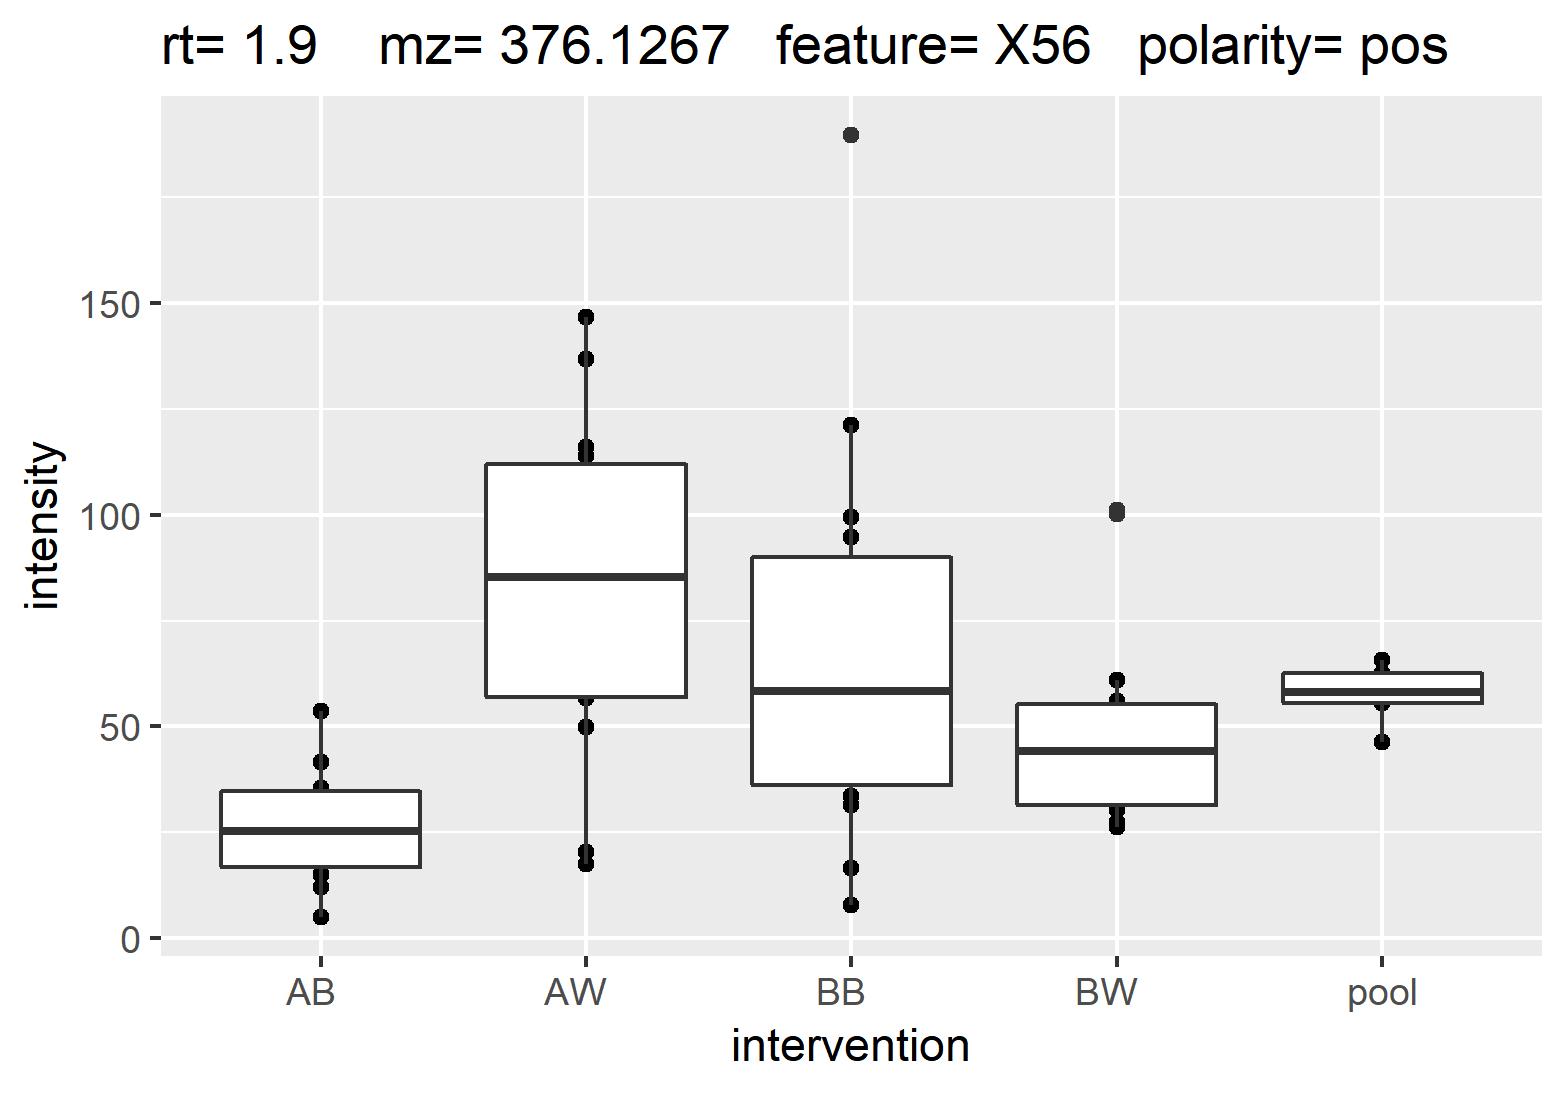 rt= 1.9 mz= 376.1267 feature= X56 polarity= pos
150
100
50
0
intensity
AB AW BB BW pool
intervention